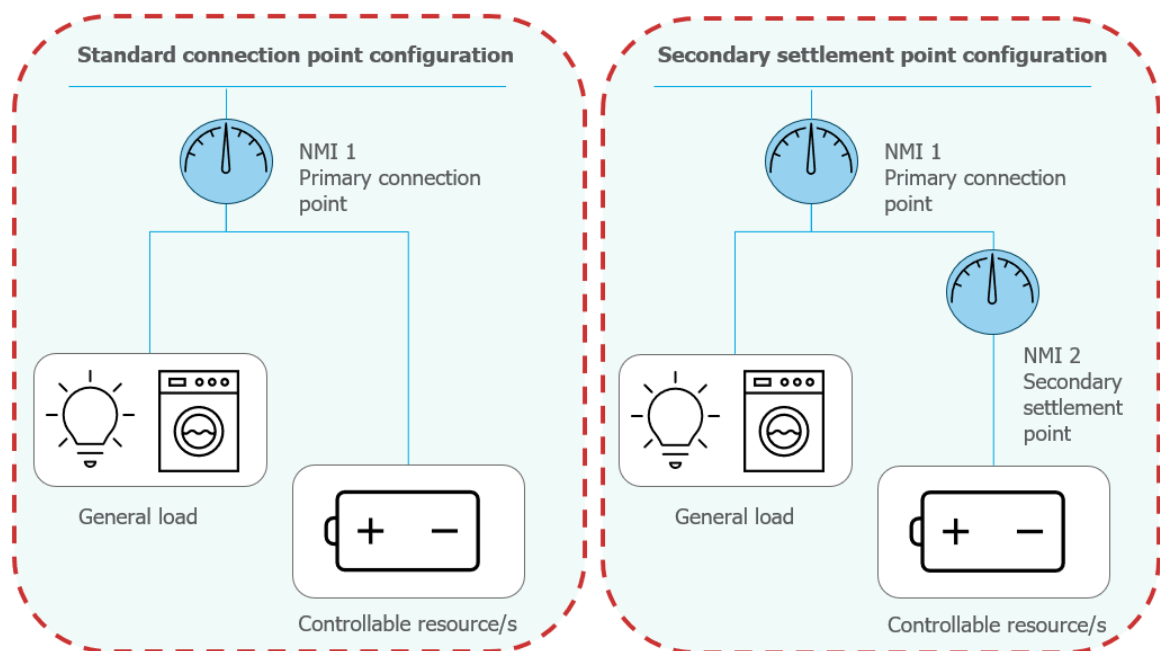 Standard connection point configuration
NMI 1
Primary connection
point
General load
Controllable resource/s
Secondary settlement point configuration
NMI 1
Primary connection
point
NMI 2
Secondary
settlement
point
General load
Controllable resource/s